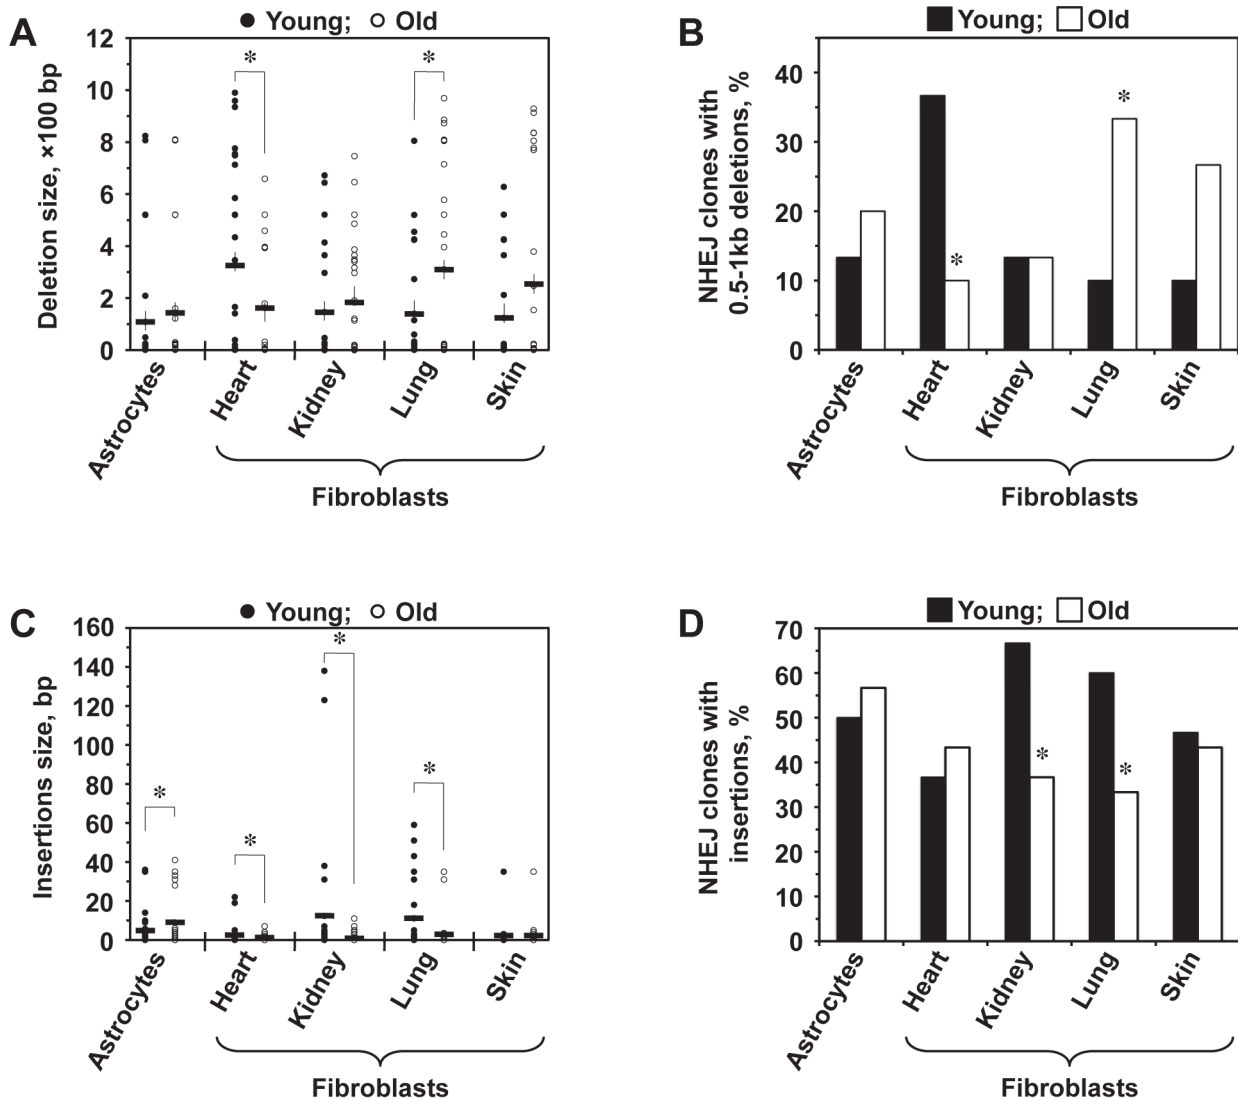 A
● Young; ○ Old
Deletion size, ×100 bp
12
10
8
6
4
2
0
*
*
Astrocytes
Heart
Kidney
Lung
Skin
Fibroblasts
B
Young; Old
NHEJ clones with
0.5-1kb deletions, %
40
30
20
10
0
*
*
Astrocytes
Heart
Kidney
Lung
Skin
Fibroblasts
C
● Young; ○ Old
Insertions size, bp
160
140
120
100
80
60
40
20
0
*
*
*
*
Astrocytes
Heart
Kidney
Lung
Skin
Fibroblasts
D
Young; Old
NHEJ clones with
insertions, %
70
60
50
40
30
20
10
0
*
*
Astrocytes
Heart
Kidney
Lung
Skin
Fibroblasts